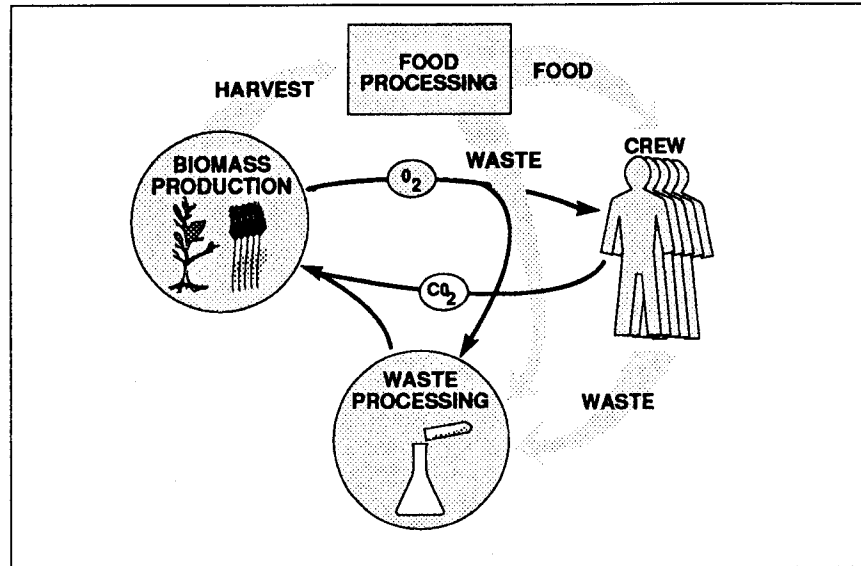 FOOD
PROCESSING
HARVEST
FOOD
BIOMASS
PRODUCTION
O₂
WASTE
CREW
CO₂
WASTE
PROCESSING
WASTE